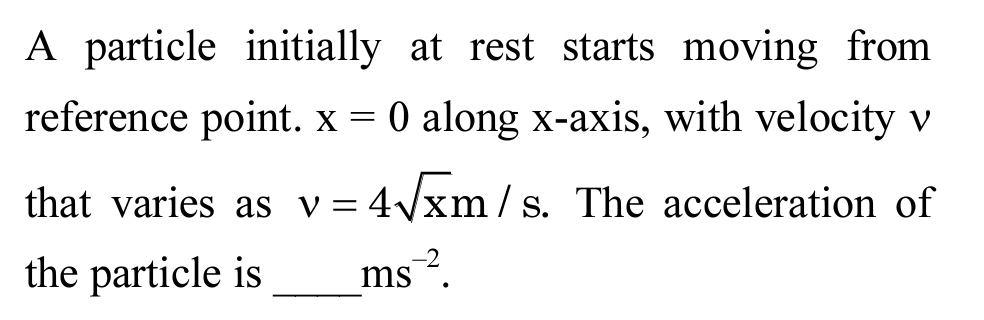 A particle initially at rest starts moving from
reference point. x = 0 along x-axis, with velocity v
that varies as v = 4√x m / s. The acceleration of
the particle is ____ms⁻².